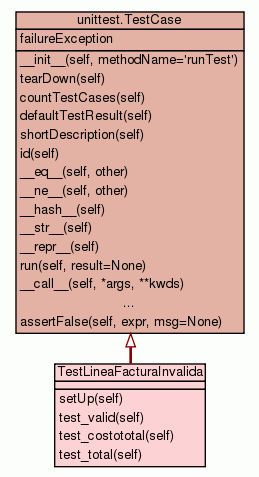 unittest.TestCase
failureException
__init__(self, methodName='runTest')
tearDown(self)
countTestCases(self)
defaultTestResult(self)
shortDescription(self)
id(self)
__eq__(self, other)
__ne__(self, other)
__hash__(self)
__str__(self)
__repr__(self)
run(self, result=None)
__call__(self, *args, **kwds)
...
assertFalse(self, expr, msg=None)
TestLineaFacturaInvalida
setUp(self)
test_valid(self)
test_costototal(self)
test_total(self)